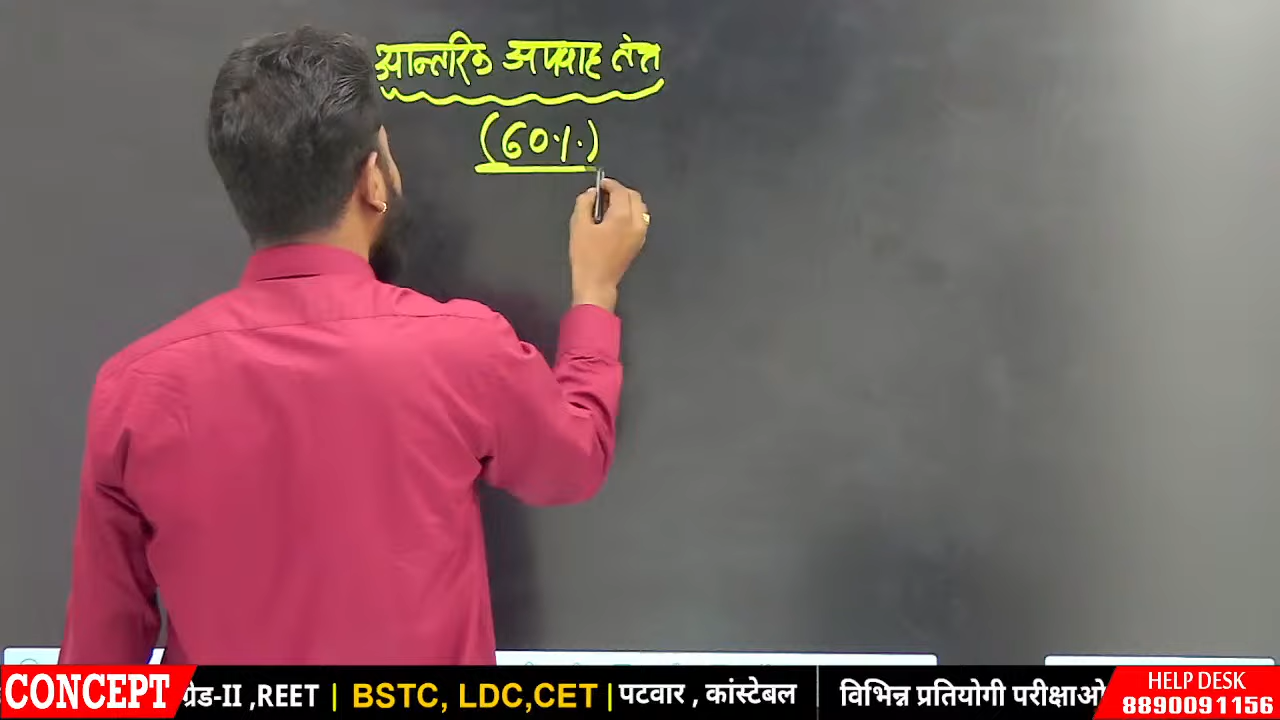 आन्तरिक अपवाह तंत्र
(60%)
CONCEPT
ग्रेड-II ,REET | BSTC, LDC,CET | पटवार , कांस्टेबल
विभिन्न प्रतियोगी परीक्षाओ
HELP DESK
8890091156